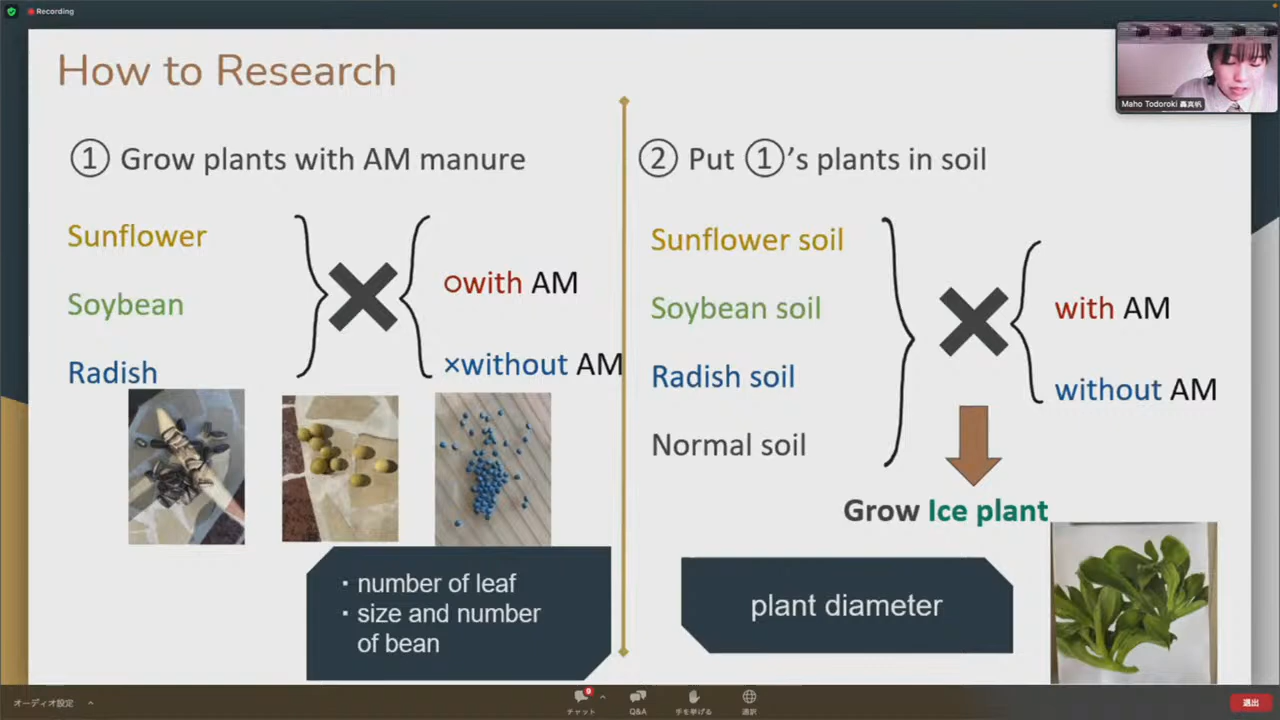 Recording
How to Research
Maho Todoroki 轟真帆
① Grow plants with AM manure
Sunflower
Soybean
Radish
○with AM
×without AM
・number of leaf
・size and number
of bean
② Put ①'s plants in soil
Sunflower soil
Soybean soil
Radish soil
Normal soil
with AM
without AM
Grow Ice plant
plant diameter
オーディオ設定
9
チャット
Q&A
手を挙げる
通訳
退出